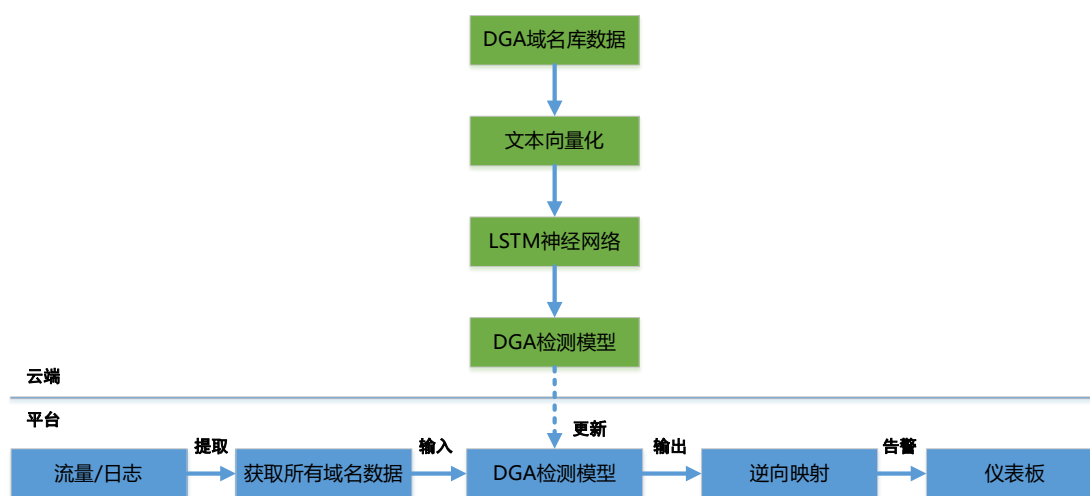 DGA域名库数据
文本向量化
LSTM神经网络
DGA检测模型
云端
平台
更新
提取
输入
输出
告警
流量/日志
获取所有域名数据
DGA检测模型
逆向映射
仪表板